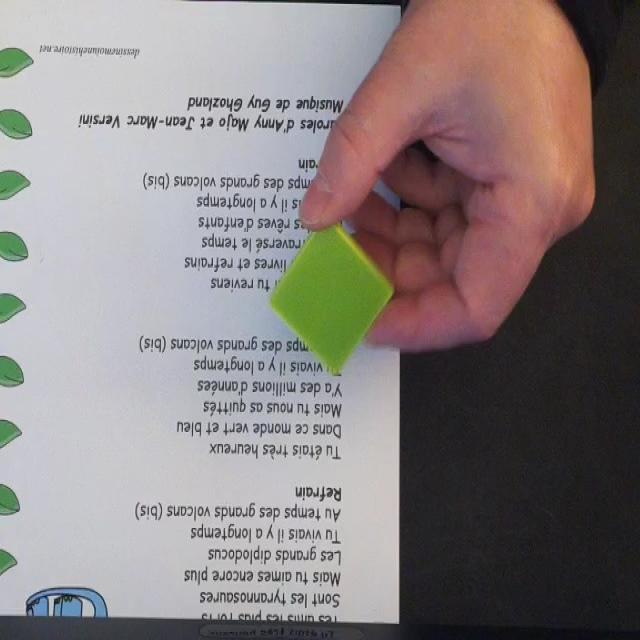 Sont les tyrannosaures
Mais tu aimes encore plus
Les grands diplodocus
Tu vivais il y a longtemps
Au temps des grands volcans (bis)
Refrain
Tu étais très heureux
Dans ce monde vert et bleu
Mais tu nous as quittés
Y'a des millions d'années
vivais il y a longtemps
des grands volcans (bis)
tu reviens
livres et refrains
le temps
rêves d'enfants
il y a longtemps
des grands volcans (bis)
d'Anny Majo et Jean-Marc Versini
Musique de Guy Ghozland
dessinemoiunehistoire.net